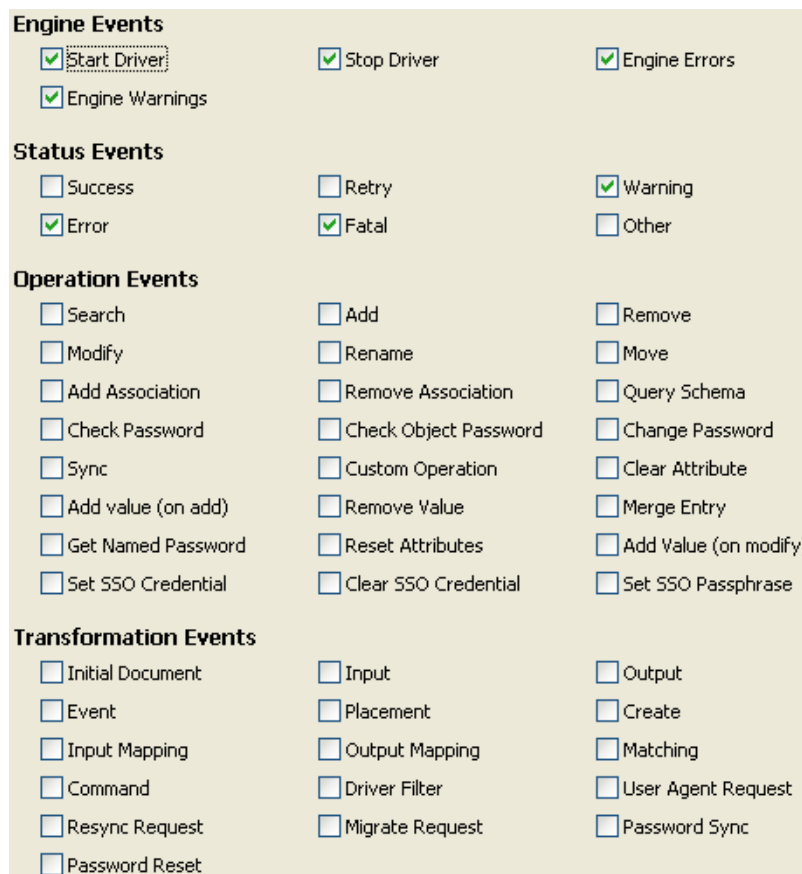 Engine Events
Start Driver Stop Driver Engine Errors
Engine Warnings
Status Events
Success Retry Warning
Error Fatal Other
Operation Events
Search Add Remove
Modify Rename Move
Add Association Remove Association Query Schema
Check Password Check Object Password Change Password
Sync Custom Operation Clear Attribute
Add value (on add) Remove Value Merge Entry
Get Named Password Reset Attributes Add Value (on modify
Set SSO Credential Clear SSO Credential Set SSO Passphrase
Transformation Events
Initial Document Input Output
Event Placement Create
Input Mapping Output Mapping Matching
Command Driver Filter User Agent Request
Resync Request Migrate Request Password Sync
Password Reset